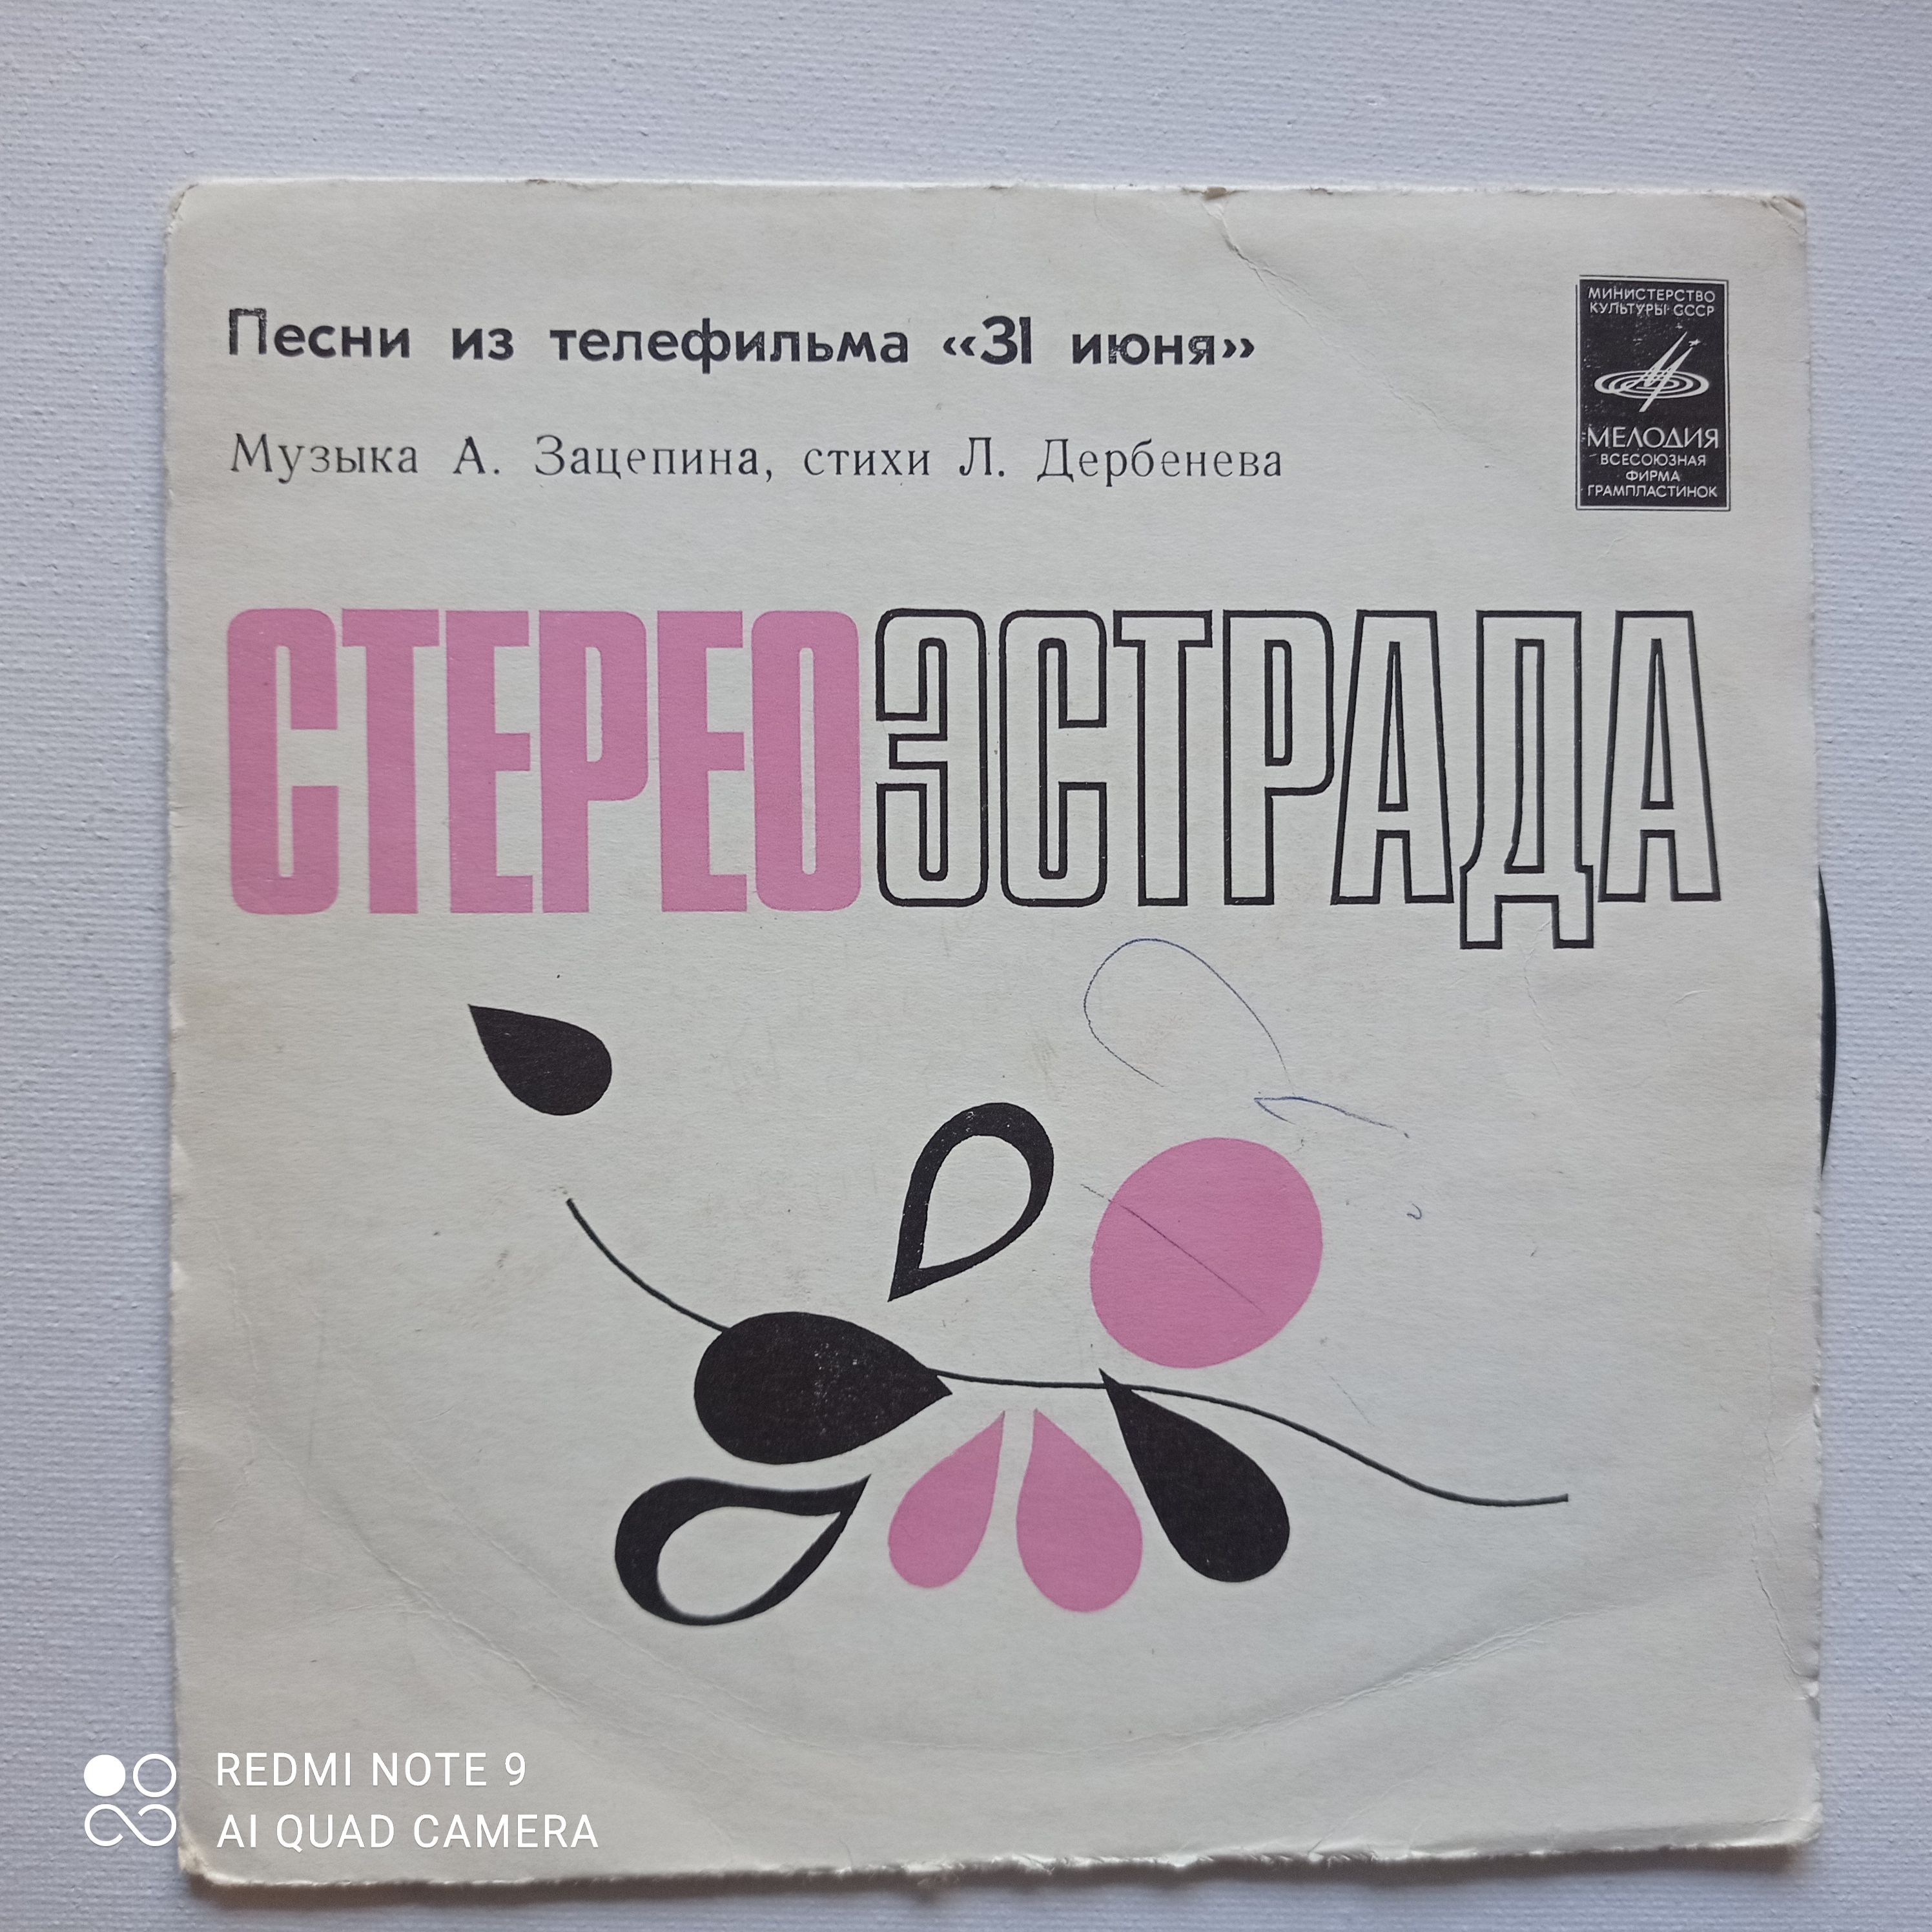 Песни из телефильма «31 июня»
Музыка А. Зацепина, стихи Л. Дербенева
МИНИСТЕРСТВО
КУЛЬТУРЫ СССР
МЕЛОДИЯ
ВСЕСОЮЗНАЯ
ФИРМА
ГРАМПЛАСТИНОК
СТЕРЕОЭСТРАДА
REDMI NOTE 9
AI QUAD CAMERA